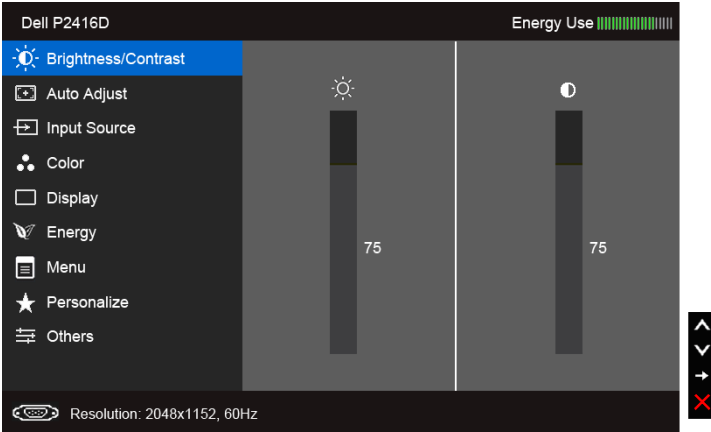 Dell P2416D
Energy Use
Brightness/Contrast
Auto Adjust
Input Source
Color
Display
Energy
Menu
Personalize
Others
75
75
Resolution: 2048x1152, 60Hz